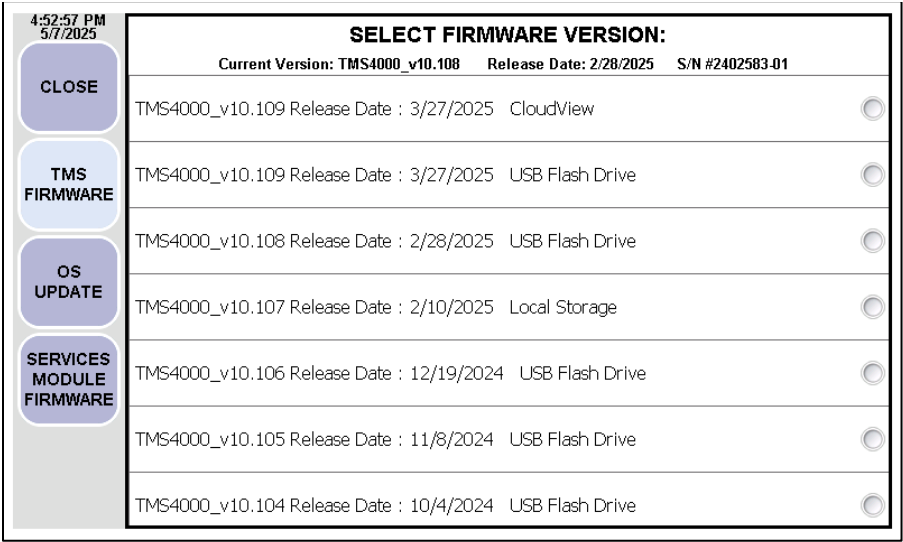 4:52:57 PM
5/7/2025
CLOSE
TMS
FIRMWARE
OS
UPDATE
SERVICES
MODULE
FIRMWARE
SELECT FIRMWARE VERSION:
Current Version: TMS4000_v10.108 Release Date: 2/28/2025 S/N #2402583-01
TMS4000_v10.109 Release Date : 3/27/2025 CloudView
TMS4000_v10.109 Release Date : 3/27/2025 USB Flash Drive
TMS4000_v10.108 Release Date : 2/28/2025 USB Flash Drive
TMS4000_v10.107 Release Date : 2/10/2025 Local Storage
TMS4000_v10.106 Release Date : 12/19/2024 USB Flash Drive
TMS4000_v10.105 Release Date : 11/8/2024 USB Flash Drive
TMS4000_v10.104 Release Date : 10/4/2024 USB Flash Drive